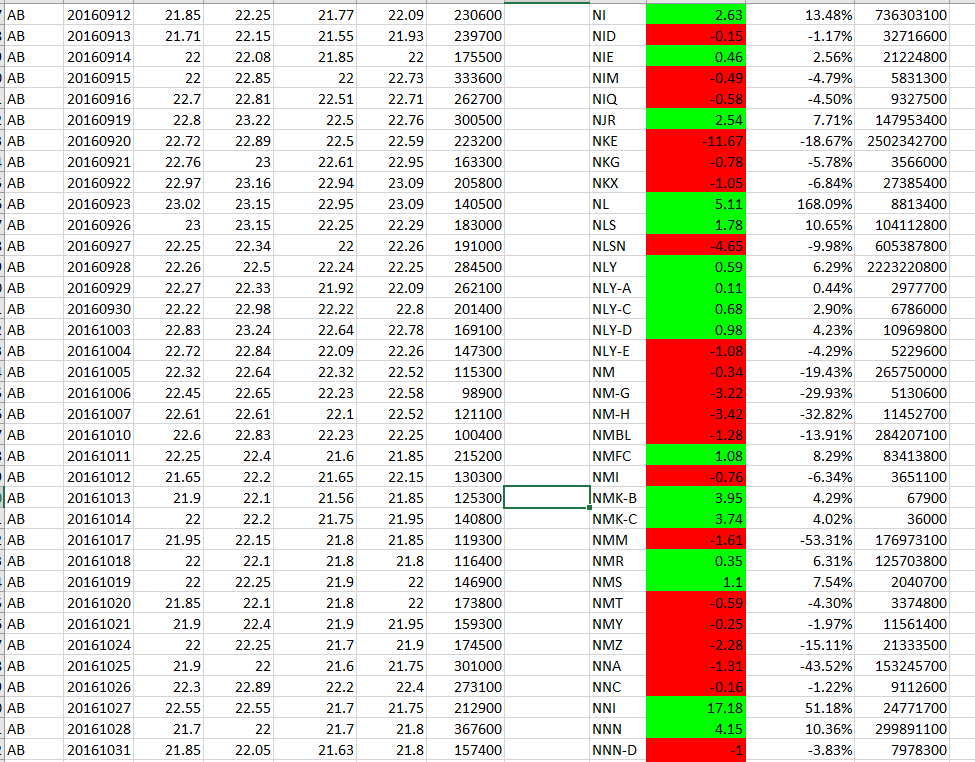 AB 20160912 21.85 22.25 21.77 22.09 230600 NI 2.63 13.48% 736303100
AB 20160913 21.71 22.15 21.55 21.93 239700 NID -0.15 -1.17% 32716600
AB 20160914 22 22.08 21.85 22 175500 NIE 0.46 2.56% 21224800
AB 20160915 22 22.85 22 22.73 333600 NIM -0.49 -4.79% 5831300
AB 20160916 22.7 22.81 22.51 22.71 262700 NIQ -0.58 -4.50% 9327500
AB 20160919 22.8 23.22 22.5 22.76 300500 NJR 2.54 7.71% 147953400
AB 20160920 22.72 22.89 22.5 22.59 223200 NKE -11.67 -18.67% 2502342700
AB 20160921 22.76 23 22.61 22.95 163300 NKG -0.78 -5.78% 3566000
AB 20160922 22.97 23.16 22.94 23.09 205800 NKX -1.05 -6.84% 27385400
AB 20160923 23.02 23.15 22.95 23.09 140500 NL 5.11 168.09% 8813400
AB 20160926 23 23.15 22.25 22.29 183000 NLS 1.78 10.65% 104112800
AB 20160927 22.25 22.34 22 22.26 191000 NLSN -4.65 -9.98% 605387800
AB 20160928 22.26 22.5 22.24 22.25 284500 NLY 0.59 6.29% 2223220800
AB 20160929 22.27 22.33 21.92 22.09 262100 NLY-A 0.11 0.44% 2977700
AB 20160930 22.22 22.98 22.22 22.8 201400 NLY-C 0.68 2.90% 6786000
AB 20161003 22.83 23.24 22.64 22.78 169100 NLY-D 0.98 4.23% 10969800
AB 20161004 22.72 22.84 22.09 22.26 147300 NLY-E -1.08 -4.29% 5229600
AB 20161005 22.32 22.64 22.32 22.52 115300 NM -0.34 -19.43% 265750000
AB 20161006 22.45 22.65 22.23 22.58 98900 NM-G -3.22 -29.93% 5130600
AB 20161007 22.61 22.61 22.1 22.52 121100 NM-H -3.42 -32.82% 11452700
AB 20161010 22.6 22.83 22.23 22.25 100400 NMBL -1.28 -13.91% 284207100
AB 20161011 22.25 22.4 21.6 21.85 215200 NMFC 1.08 8.29% 83413800
AB 20161012 21.65 22.2 21.65 22.15 130300 NMI -0.76 -6.34% 3651100
AB 20161013 21.9 22.1 21.56 21.85 125300 NMK-B 3.95 4.29% 67900
AB 20161014 22 22.2 21.75 21.95 140800 NMK-C 3.74 4.02% 36000
AB 20161017 21.95 22.15 21.8 21.85 119300 NMM -1.61 -53.31% 176973100
AB 20161018 22 22.1 21.8 21.8 116400 NMR 0.35 6.31% 125703800
AB 20161019 22 22.25 21.9 22 146900 NMS 1.1 7.54% 2040700
AB 20161020 21.85 22.1 21.8 22 173800 NMT -0.59 -4.30% 3374800
AB 20161021 21.9 22.4 21.9 21.95 159300 NMY -0.25 -1.97% 11561400
AB 20161024 22 22.25 21.7 21.9 174500 NMZ -2.28 -15.11% 21333500
AB 20161025 21.9 22 21.6 21.75 301000 NNA -1.31 -43.52% 153245700
AB 20161026 22.3 22.89 22.2 22.4 273100 NNC -0.16 -1.22% 9112600
AB 20161027 22.55 22.55 21.7 21.75 212900 NNI 17.18 51.18% 24771700
AB 20161028 21.7 22 21.7 21.8 367600 NNN 4.15 10.36% 299891100
AB 20161031 21.85 22.05 21.63 21.8 157400 NNN-D -1 -3.83% 7978300